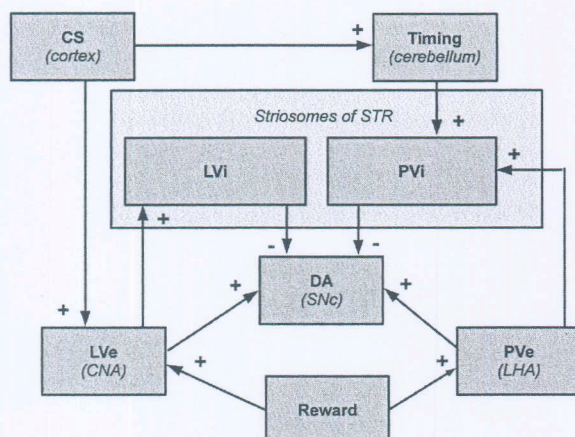 CS
(cortex)
+
Timing
(cerebellum)
+
Striosomes of STR
LVi
PVi
+
+
-
-
DA
(SNc)
+
+
+
LVe
(CNA)
+
PVe
(LHA)
+
Reward